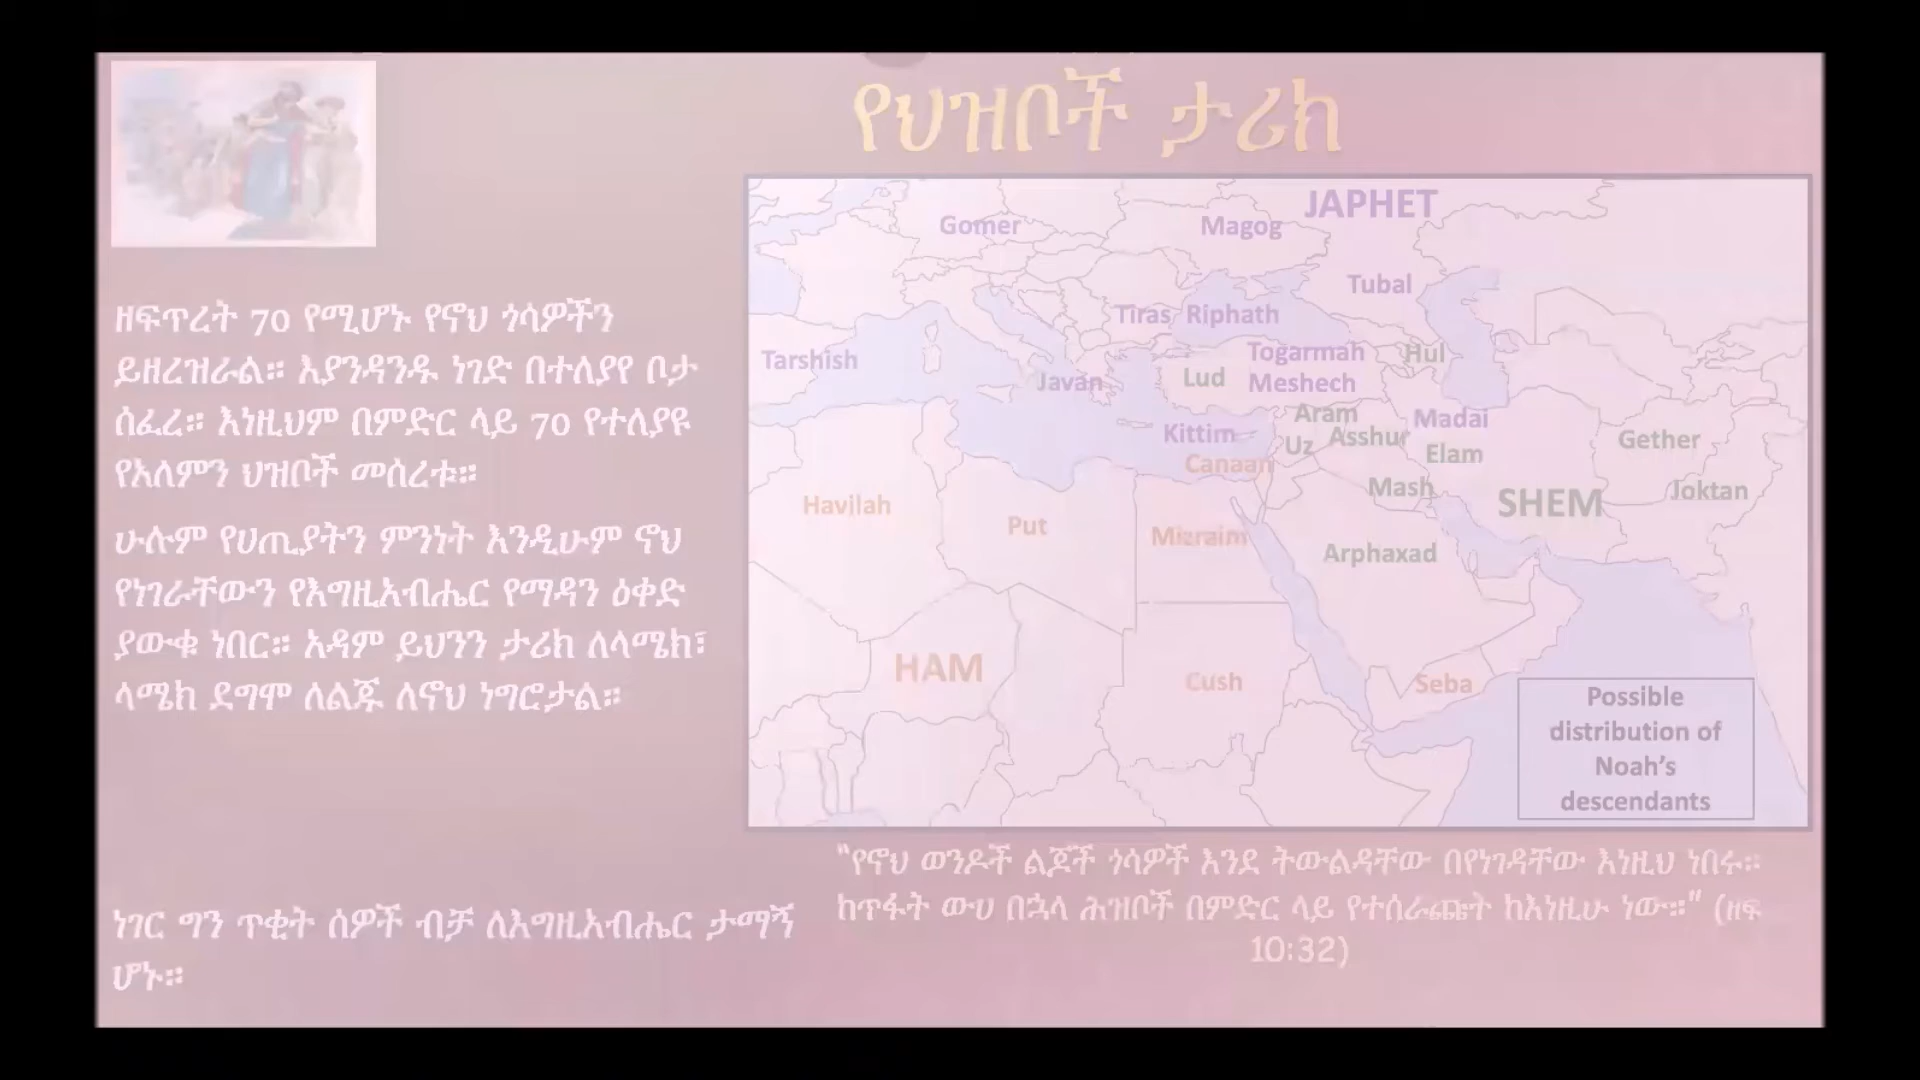 የህዝቦች ታሪክ
ዘፍጥረት 70 የሚሆኑ የኖህ ጎሳዎችን
ይዘረዝራል። እያንዳንዱ ነገድ በተለያየ ቦታ
ሰፈረ። እነዚህም በምድር ላይ 70 የተለያዩ
የአለምን ህዝቦች መሰረቱ።
ሁሉም የሀጢያትን ምንነት እንዲሁም ኖህ
የነገራቸውን የእግዚአብሔር የማዳን ዕቀድ
ያውቁ ነበር። አዳም ይህንን ታሪክ ለላሜክ፣
ላሜክ ደግሞ ለልጁ ለኖህ ነግሮታል።
ነገር ግን ጥቂት ሰዎች ብቻ ለእግዚአብሔር ታማኝ
ሆኑ።
JAPHET
Gomer
Magog
Tubal
Tiras Riphath
Tarshish
Togarmah
Hul
Javan
Lud
Meshech
Aram
Madai
Kittim
Uz
Asshur
Elam
Gether
Canaan
Mash
SHEM
Joktan
Havilah
Put
Mizraim
Arphaxad
HAM
Cush
Seba
Possible
distribution of
Noah's
descendants
"የኖህ ወንዶች ልጆች ጎሳዎች እንደ ትውልዳቸው በየነገዳቸው እነዚህ ነበሩ።
ከጥፋት ውሀ በኋላ ሕዝቦች በምድር ላይ የተሰራጩት ከእነዚሁ ነው።" (ዘፍ
10:32)